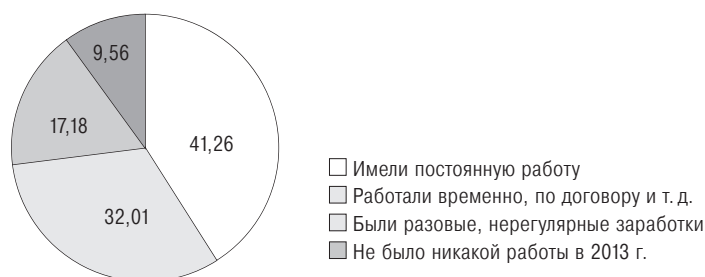 9,56
17,18
41,26
32,01
Имели постоянную работу
Работали временно, по договору и т. д.
Были разовые, нерегулярные заработки
Не было никакой работы в 2013 г.